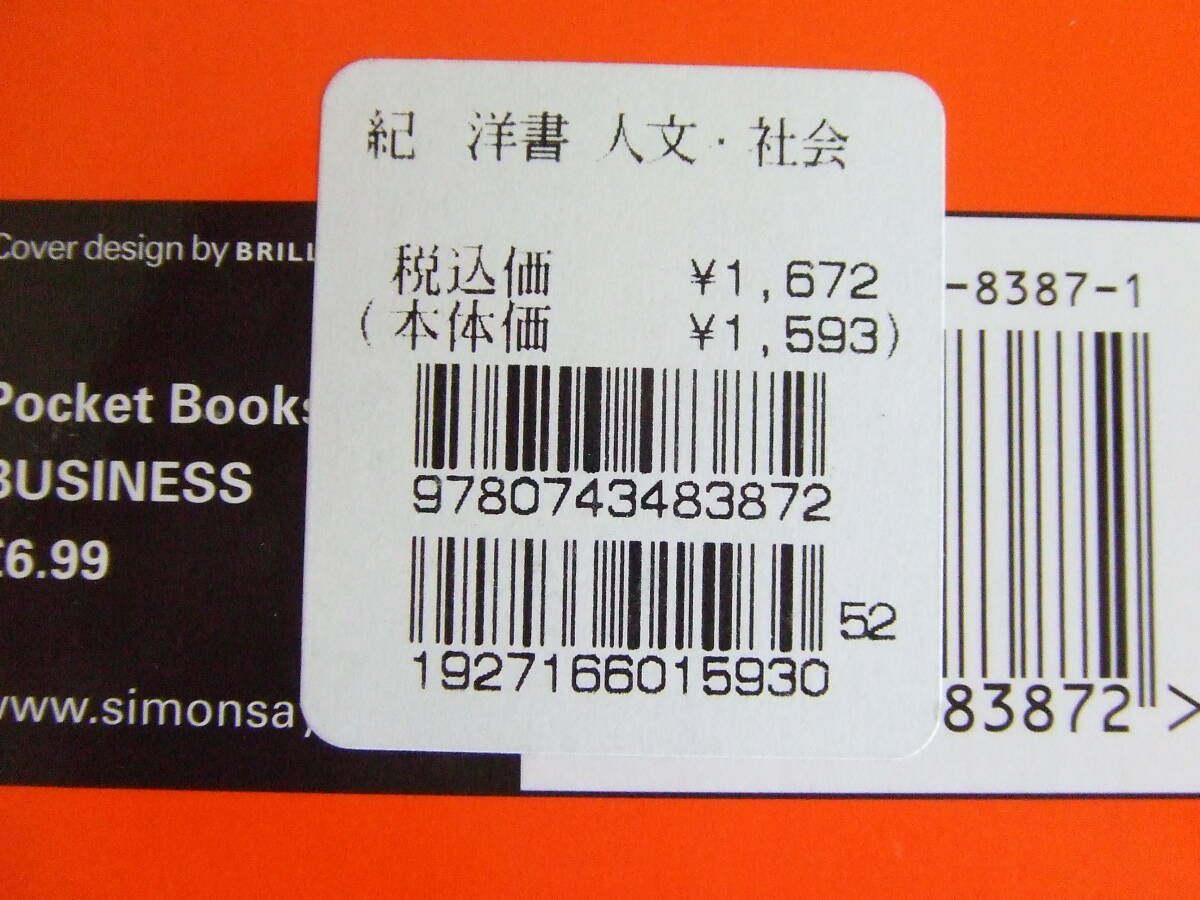 紀 洋書 人文・社会
税込価 ¥1,672
(本体価 ¥1,593)
9780743483872
1927166015930
52
Cover design by BRILL
Pocket Books
BUSINESS
£6.99
www.simonsay
-8387-1
83872 >